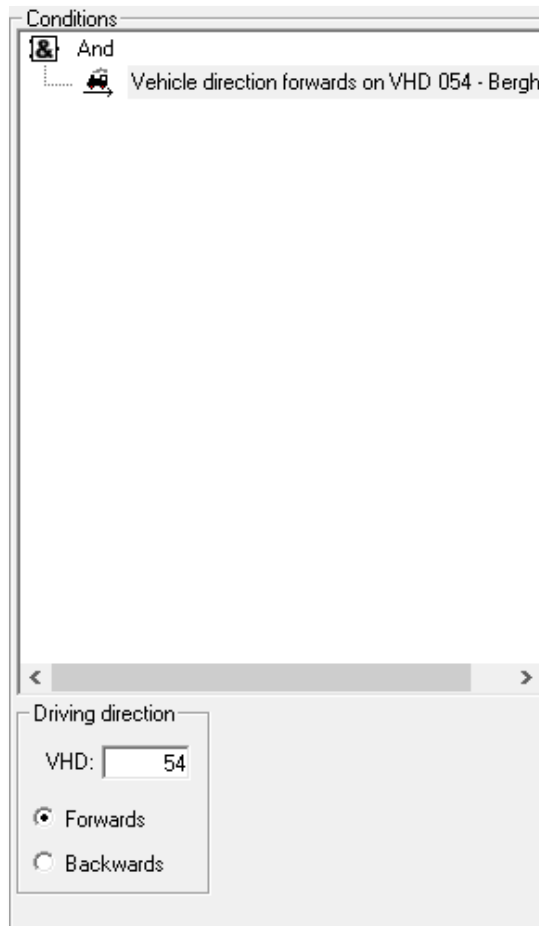 Conditions
& And
Vehicle direction forwards on VHD 054 - Bergh
Driving direction
VHD: 54
Forwards
Backwards